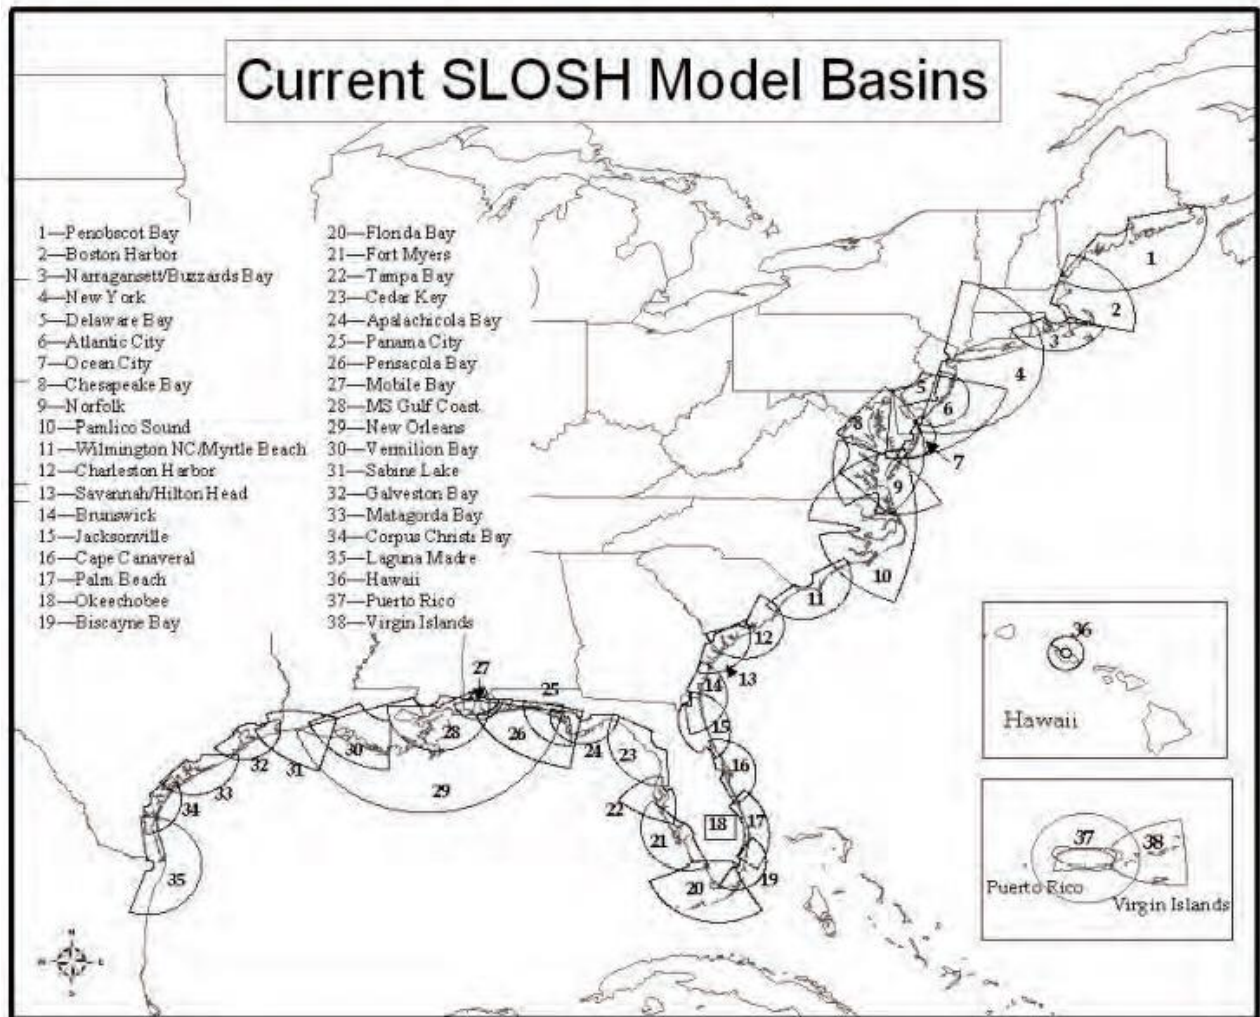 Current SLOSH Model Basins
1—Penobscot Bay
2—Boston Harbor
3—Narragansett/Buzzards Bay
4—New York
5—Delaware Bay
6—Atlantic City
7—Ocean City
8—Chesapeake Bay
9—Norfolk
10—Pamlico Sound
11—Wilmington NC/Myrtle Beach
12—Charleston Harbor
13—Savannah/Hilton Head
14—Brunswick
15—Jacksonville
16—Cape Canaveral
17—Palm Beach
18—Okeechobee
19—Biscayne Bay
20—Florida Bay
21—Fort Myers
22—Tampa Bay
23—Cedar Key
24—Apalachicola Bay
25—Panama City
26—Pensacola Bay
27—Mobile Bay
28—MS Gulf Coast
29—New Orleans
30—Vermilion Bay
31—Sabine Lake
32—Galveston Bay
33—Matagorda Bay
34—Corpus Christi Bay
35—Laguna Madre
36—Hawaii
37—Puerto Rico
38—Virgin Islands
1
2
3
4
5
6
7
8
9
10
11
12
13
14
15
16
17
18
19
20
21
22
23
24
25
26
27
28
29
30
31
32
33
34
35
36
Hawaii
37
38
Puerto Rico
Virgin Islands